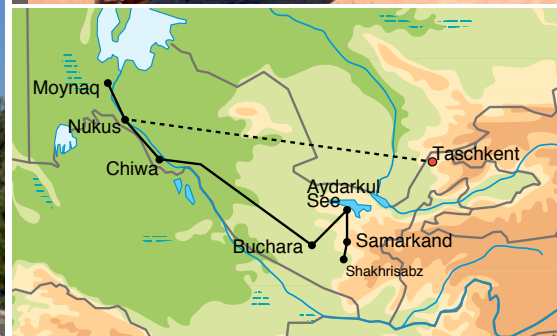 Moynaq
Nukus
Taschkent
Chiwa
Aydarkul
See
Buchara
Samarkand
Shakhrisabz